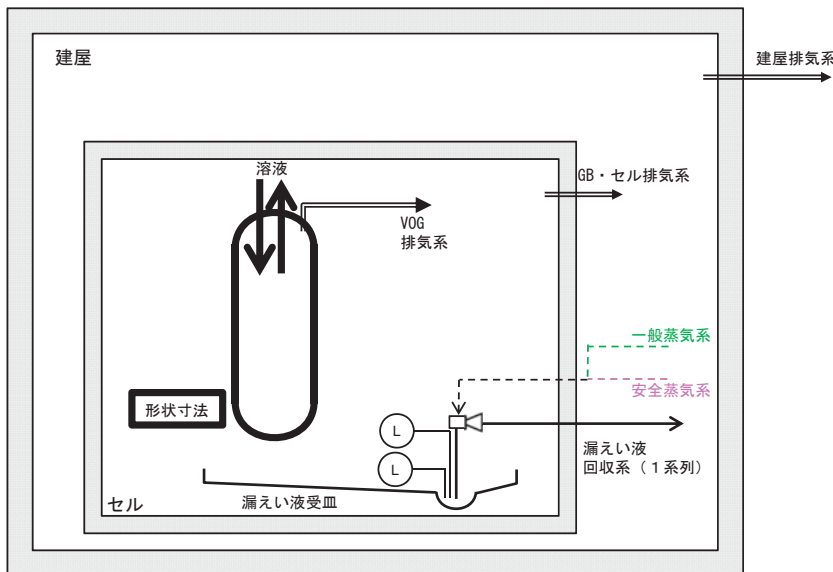 建屋
建屋排気系
溶液
GB・セル排気系
VOG
排気系
一般蒸気系
安全蒸気系
形状寸法
L
L
漏えい液
回収系（１系列）
漏えい液受皿
セル